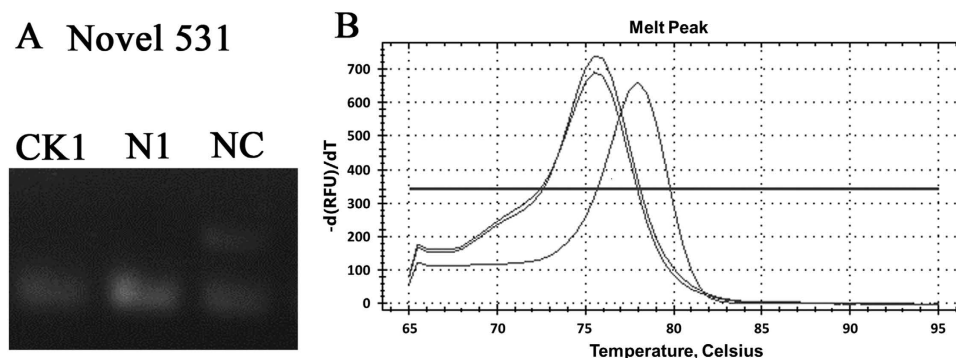 A Novel 531
CK1 N1 NC
B
Melt Peak
-d(RFU)/dT
700
600
500
400
300
200
100
0
65 70 75 80 85 90 95
Temperature, Celsius